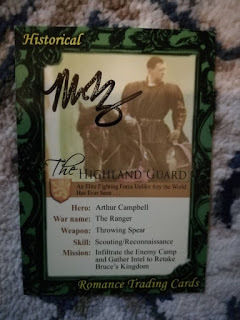 Historical
The HIGHLAND GUARD
An Elite Fighting Force Unlike Any the World
Has Ever Seen
Hero: Arthur Campbell
War name: The Ranger
Weapon: Throwing Spear
Skill: Scouting/Reconnaissance
Mission: Infiltrate the Enemy Camp
and Gather Intel to Retake
Bruce's Kingdom
Romance Trading Cards